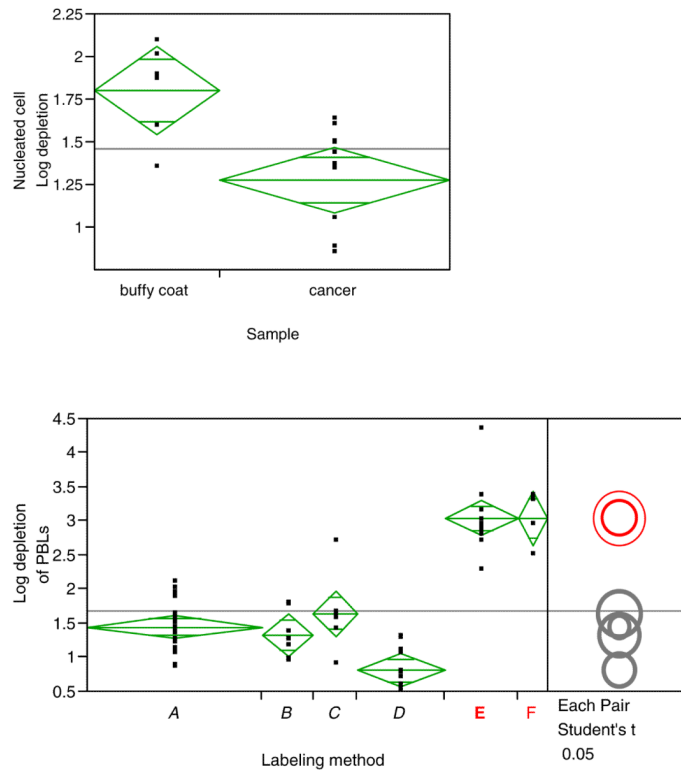 Nucleated cell
Log depletion
2.25
2
1.75
1.5
1.25
1
buffy coat cancer
Sample
Log depletion
of PBLs
4.5
4
3.5
3
2.5
2
1.5
1
0.5
A B C D E F
Labeling method
Each Pair
Student's t
0.05